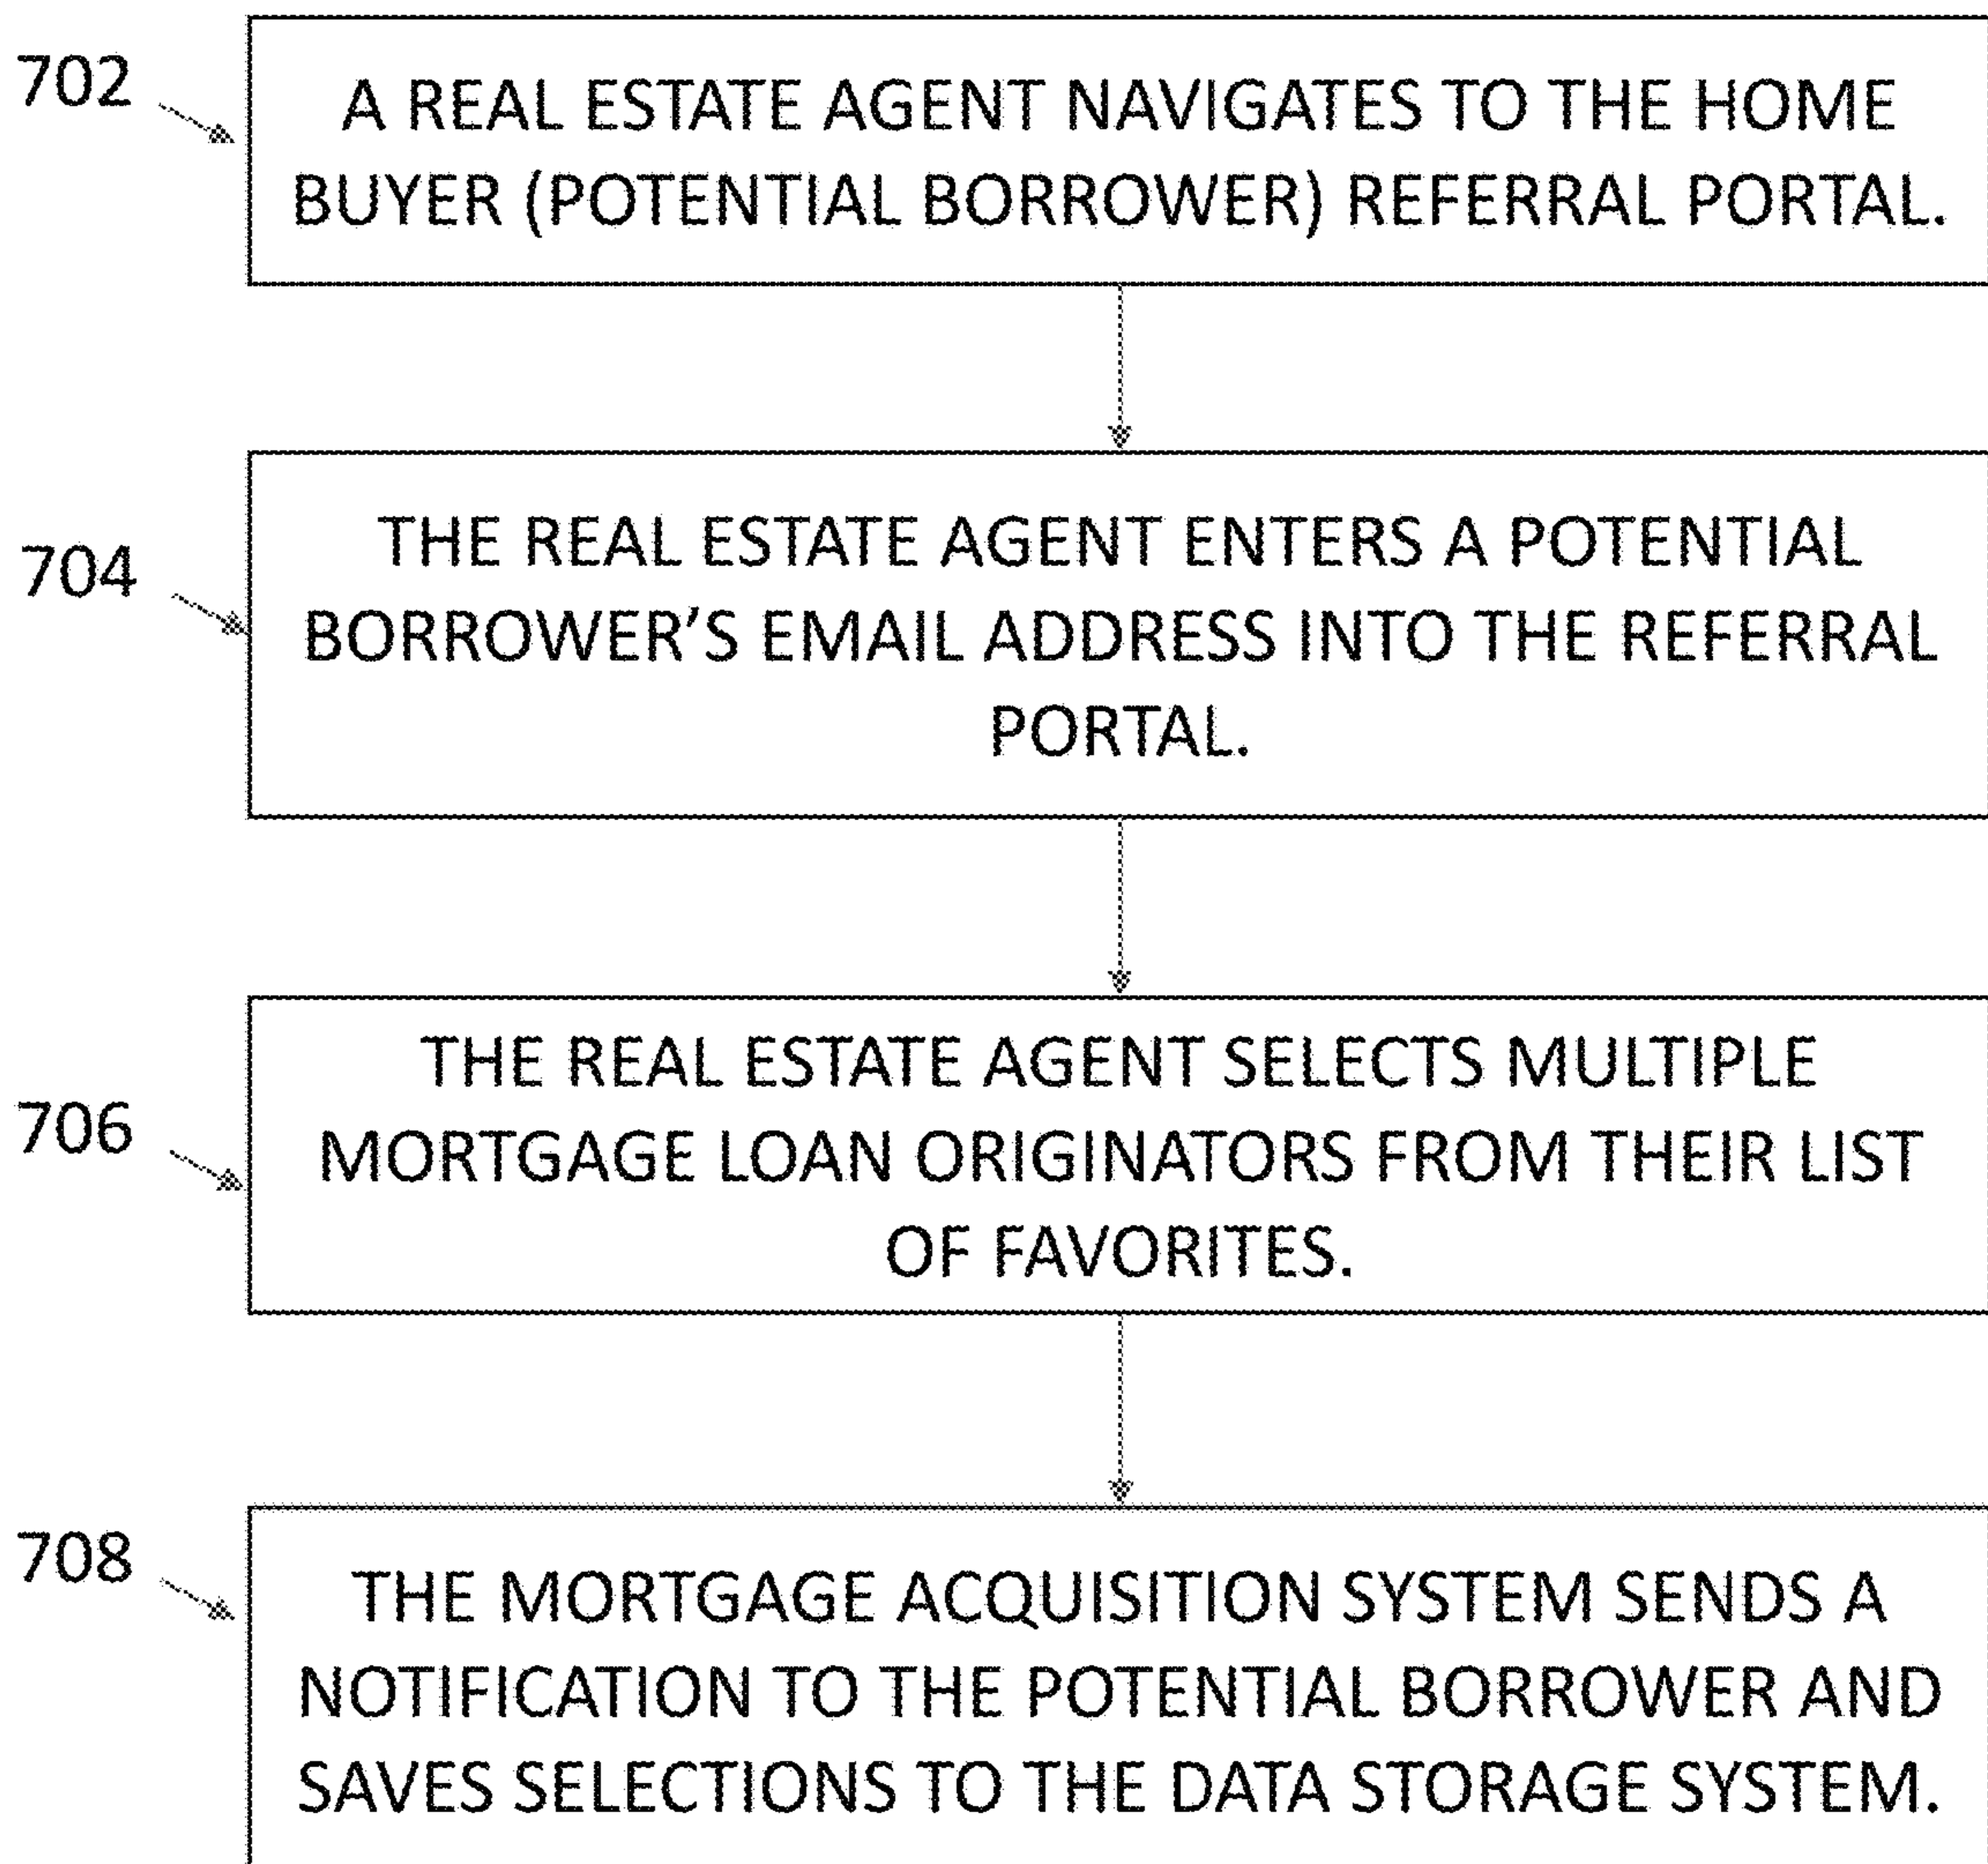 702
A REAL ESTATE AGENT NAVIGATES TO THE HOME
BUYER (POTENTIAL BORROWER) REFERRAL PORTAL.
704
THE REAL ESTATE AGENT ENTERS A POTENTIAL
BORROWER’S EMAIL ADDRESS INTO THE REFERRAL
PORTAL.
706
THE REAL ESTATE AGENT SELECTS MULTIPLE
MORTGAGE LOAN ORIGINATORS FROM THEIR LIST
OF FAVORITES.
708
THE MORTGAGE ACQUISITION SYSTEM SENDS A
NOTIFICATION TO THE POTENTIAL BORROWER AND
SAVES SELECTIONS TO THE DATA STORAGE SYSTEM.